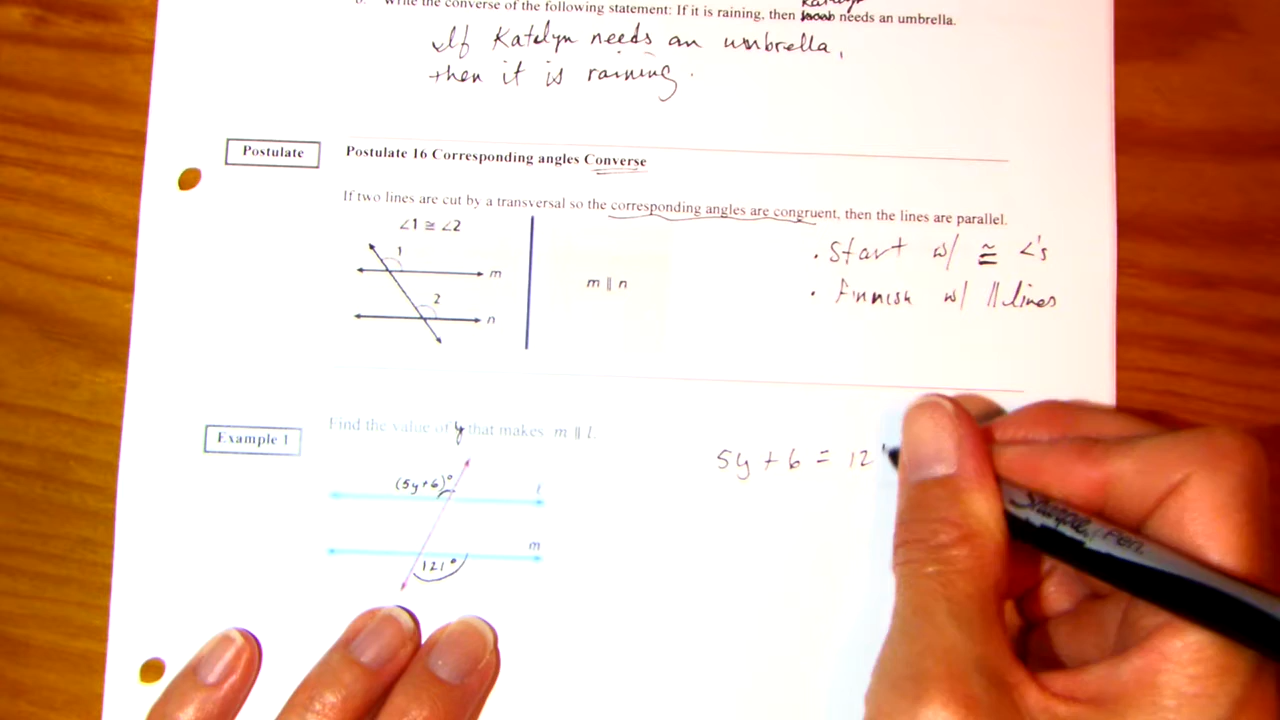 the converse of the following statement: If it is raining, then needs an umbrella.
If Katelyn needs an umbrella,
then it is raining.
Postulate
Postulate 16 Corresponding angles Converse
If two lines are cut by a transversal so the corresponding angles are congruent, then the lines are parallel.
∠1 ≅ ∠2
1
m
2
n
m ∥ n
• Start w/ ≅ ∠'s
• Finnish w/ ∥ lines
Example 1
Find the value of y that makes m ∥ l.
(5y+6)°
l
m
121°
5y + 6 = 12
Sharpie Pen.